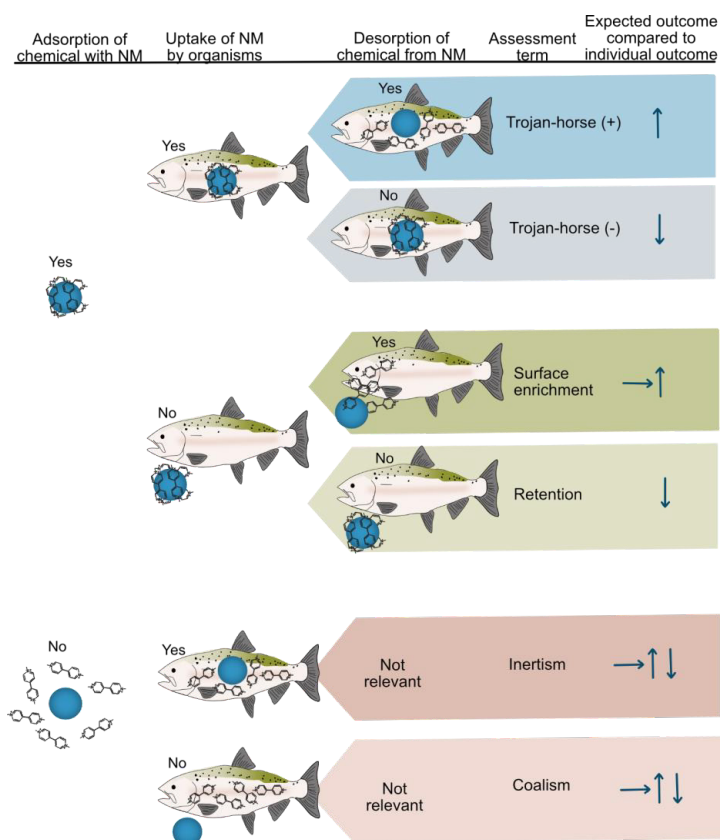 Adsorption of
chemical with NM
Uptake of NM
by organisms
Desorption of
chemical from NM
Assessment
term
Expected outcome
compared to
individual outcome
Yes
Yes
Yes
Trojan-horse (+)
No
Trojan-horse (-)
No
Yes
Surface
enrichment
No
Retention
No
Yes
Not
relevant
Inertism
No
Not
relevant
Coalism